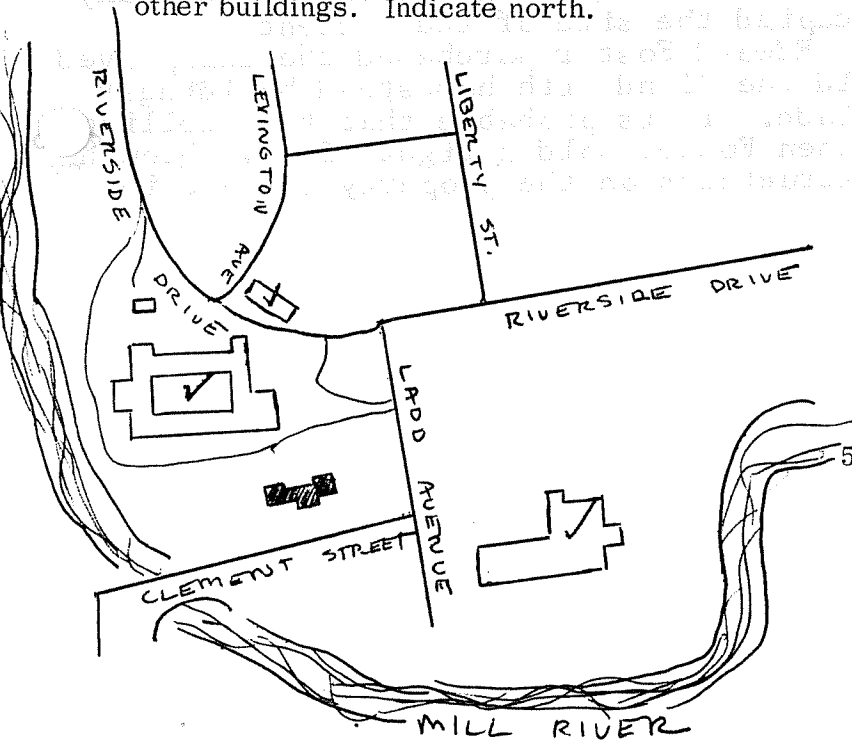 other buildings. Indicate north.
RIVERSIDE
DRIVE
LEXINGTON
AVE
LIBERTY ST.
RIVERSIDE DRIVE
LADD AVENUE
5
CLEMENT STREET
MILL RIVER